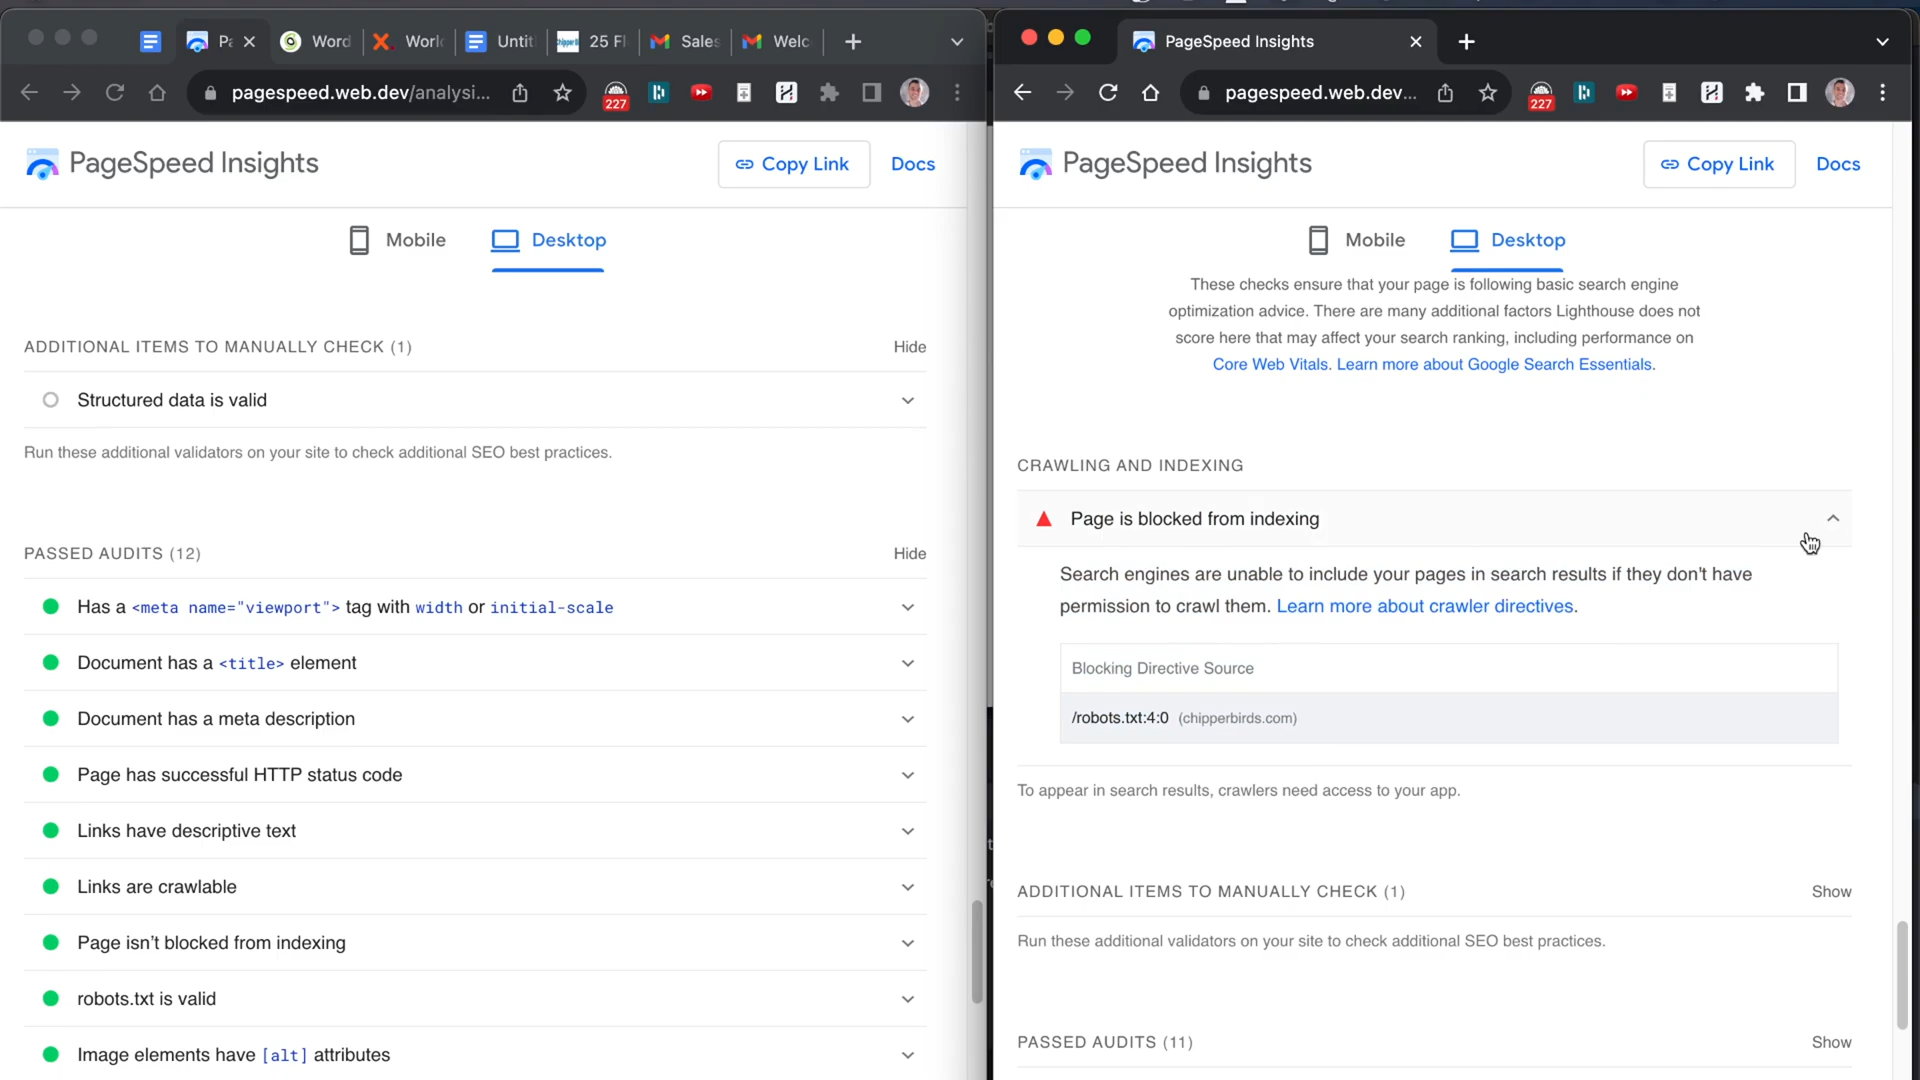 Pa
Word
Work
Untit
25 Fl
Sales
Welc
pagespeed.web.dev/analysi...
227
PageSpeed Insights
Copy Link
Docs
Mobile
Desktop
ADDITIONAL ITEMS TO MANUALLY CHECK (1)
Hide
Structured data is valid
Run these additional validators on your site to check additional SEO best practices.
PASSED AUDITS (12)
Hide
Has a <meta name="viewport"> tag with width or initial-scale
Document has a <title> element
Document has a meta description
Page has successful HTTP status code
Links have descriptive text
Links are crawlable
Page isn’t blocked from indexing
robots.txt is valid
Image elements have [alt] attributes
PageSpeed Insights
pagespeed.web.dev...
227
PageSpeed Insights
Copy Link
Docs
Mobile
Desktop
These checks ensure that your page is following basic search engine
optimization advice. There are many additional factors Lighthouse does not
score here that may affect your search ranking, including performance on
Core Web Vitals. Learn more about Google Search Essentials.
CRAWLING AND INDEXING
Page is blocked from indexing
Search engines are unable to include your pages in search results if they don't have
permission to crawl them. Learn more about crawler directives.
Blocking Directive Source
/robots.txt:4:0 (chipperbirds.com)
To appear in search results, crawlers need access to your app.
ADDITIONAL ITEMS TO MANUALLY CHECK (1)
Show
Run these additional validators on your site to check additional SEO best practices.
PASSED AUDITS (11)
Show